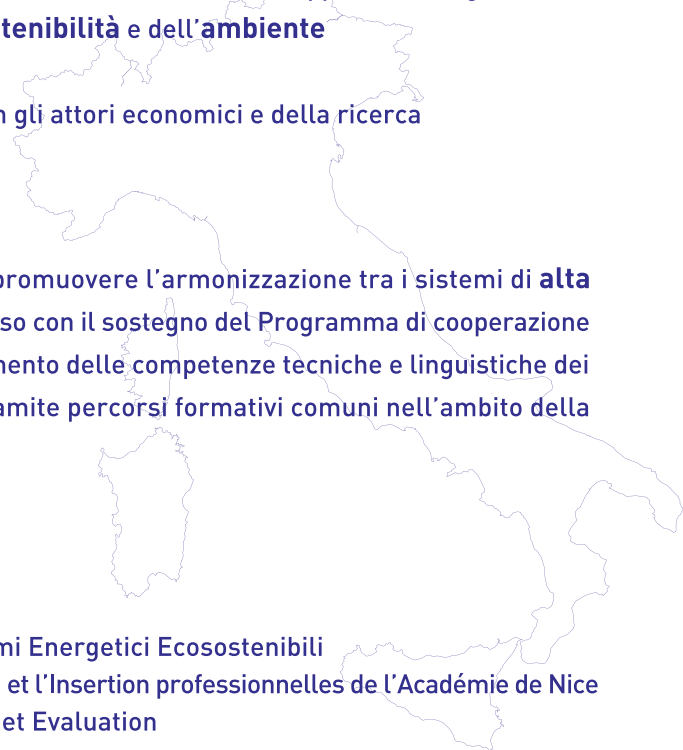 tenibilità e dell’ambiente
n gli attori economici e della ricerca
promuovere l’armonizzazione tra i sistemi di alta
so con il sostegno del Programma di cooperazione
mento delle competenze tecniche e linguistiche dei
amite percorsi formativi comuni nell’ambito della
mi Energetici Ecosostenibili
et l’Insertion professionnelles de l’Académie de Nice
et Evaluation